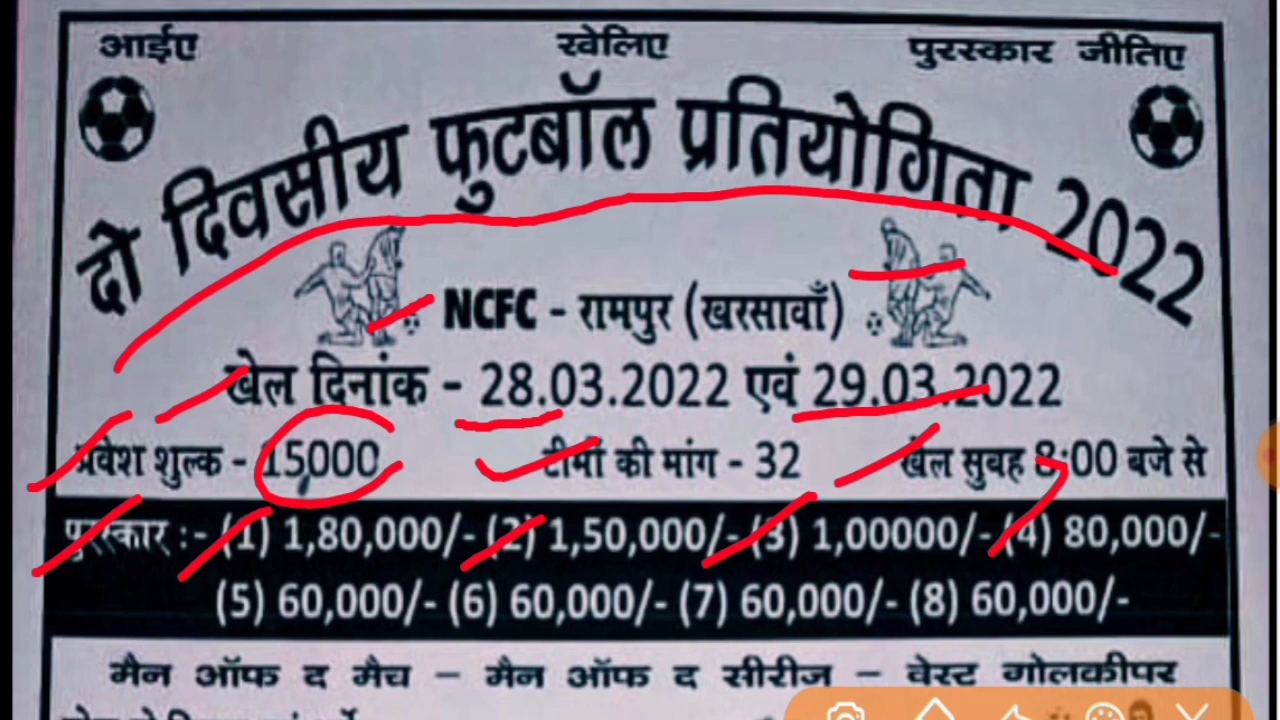 आईए खेलिए पुरस्कार जीतिए
दो दिवसीय फुटबॉल प्रतियोगिता 2022
NCFC - रामपुर (खरसावाँ)
खेल दिनांक - 28.03.2022 एवं 29.03.2022
प्रवेश शुल्क - 15000 टीमों की मांग - 32 खेल सुबह 8:00 बजे से
पुरस्कार :- (1) 1,80,000/- (2) 1,50,000/- (3) 1,00000/- (4) 80,000/-
(5) 60,000/- (6) 60,000/- (7) 60,000/- (8) 60,000/-
मैन ऑफ द मैच - मैन ऑफ द सीरीज - वेस्ट गोलकीपर